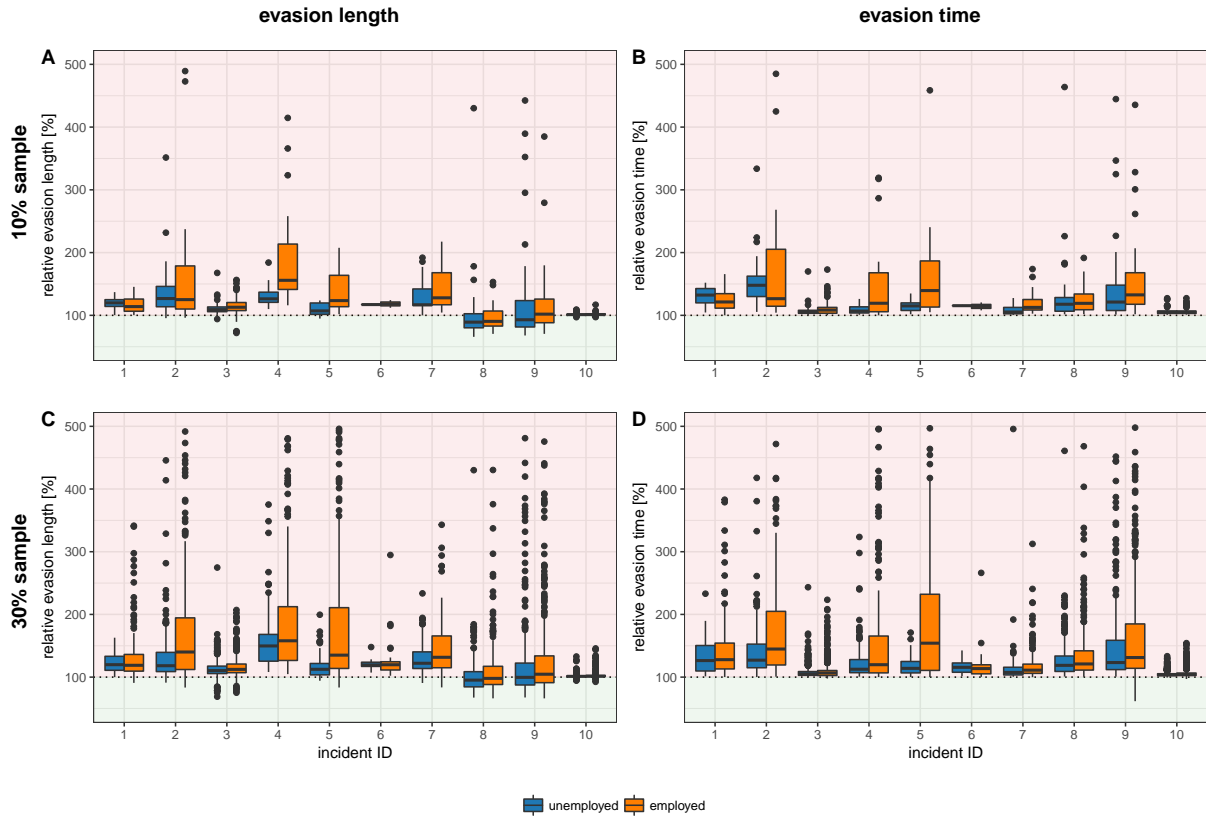 evasion length
evasion time
A
B
10% sample
relative evasion length [%]
500
400
300
200
100
1 2 3 4 5 6 7 8 9 10
relative evasion time [%]
500
400
300
200
100
1 2 3 4 5 6 7 8 9 10
C
D
30% sample
relative evasion length [%]
500
400
300
200
100
1 2 3 4 5 6 7 8 9 10
incident ID
relative evasion time [%]
500
400
300
200
100
1 2 3 4 5 6 7 8 9 10
incident ID
unemployed employed